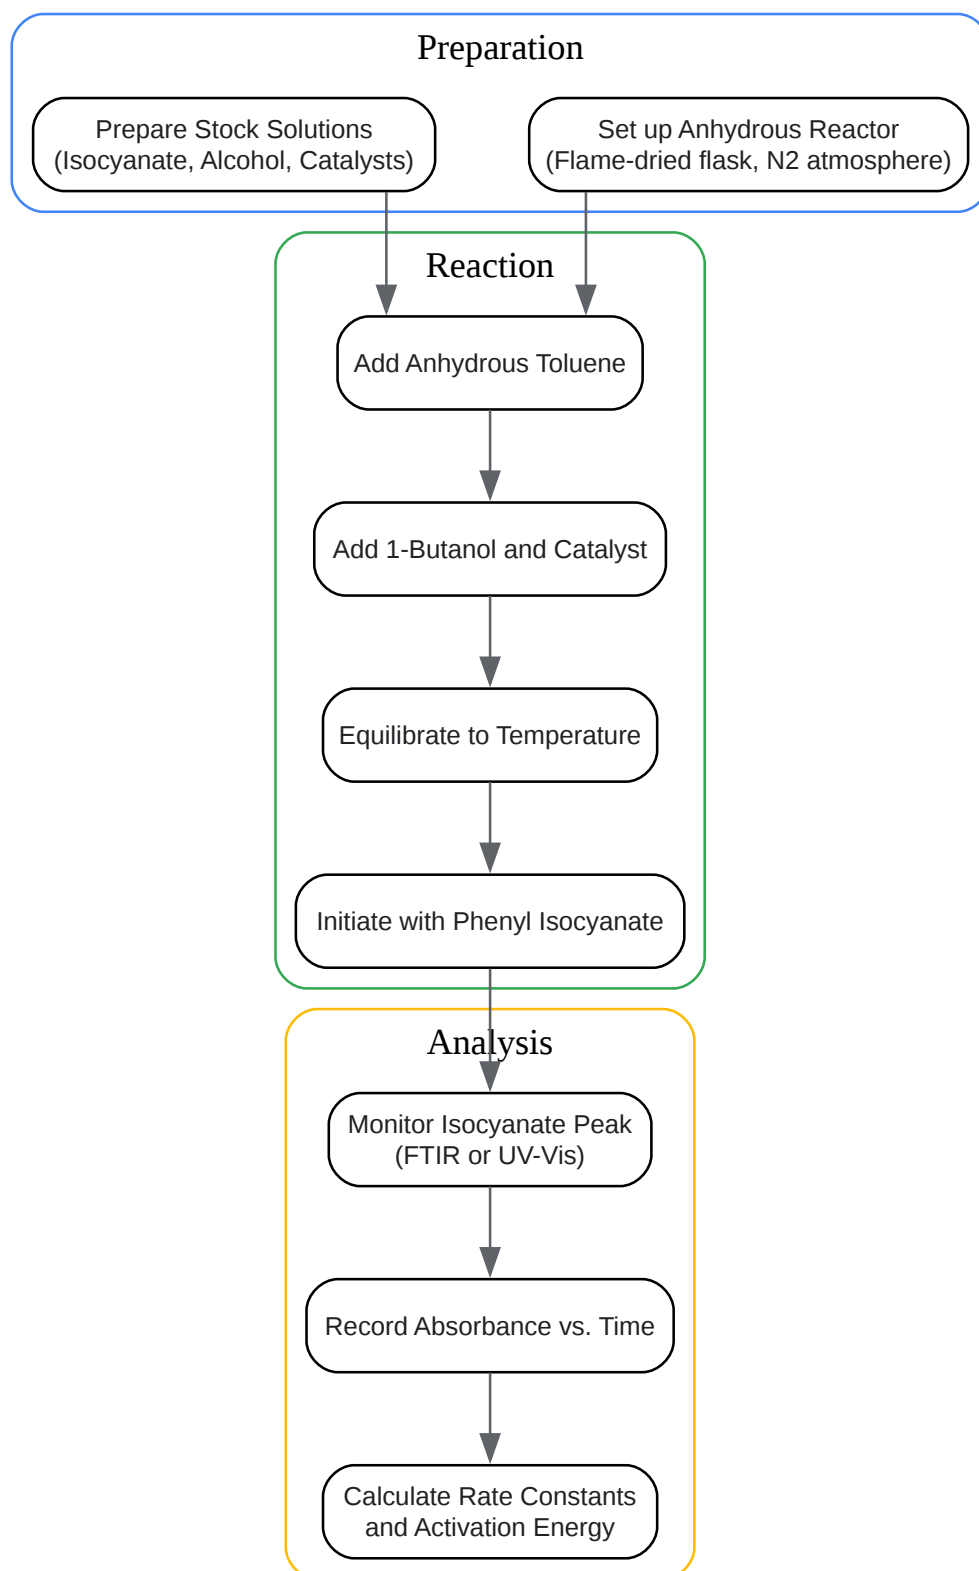 Preparation
Prepare Stock Solutions
(Isocyanate, Alcohol, Catalysts)
Set up Anhydrous Reactor
(Flame-dried flask, N2 atmosphere)
Reaction
Add Anhydrous Toluene
Add 1-Butanol and Catalyst
Equilibrate to Temperature
Initiate with Phenyl Isocyanate
Analysis
Monitor Isocyanate Peak
(FTIR or UV-Vis)
Record Absorbance vs. Time
Calculate Rate Constants
and Activation Energy